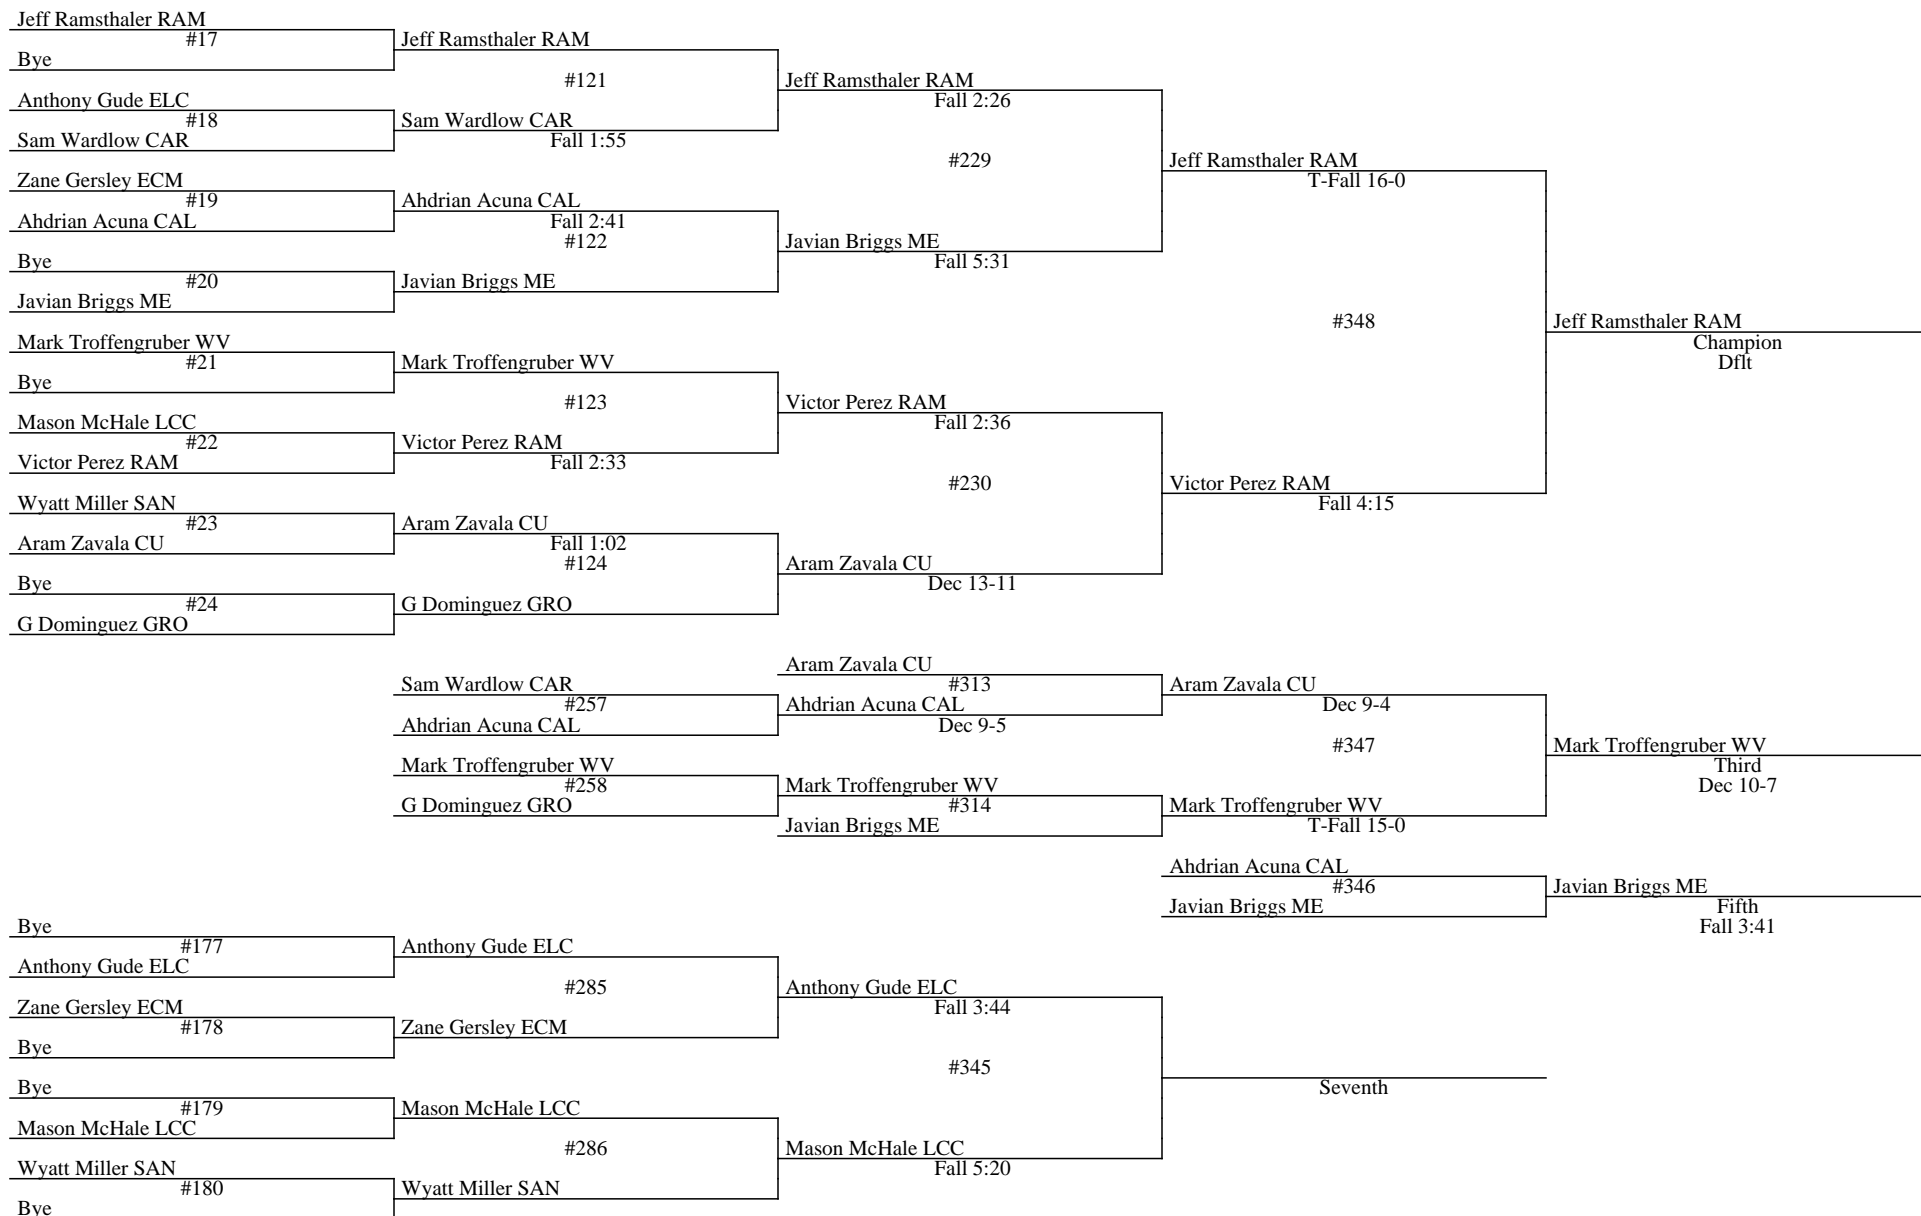 Jeff Ramsthaler RAM
#17
Bye
Anthony Gude ELC
#18
Sam Wardlow CAR
Zane Gersley ECM
#19
Ahdrian Acuna CAL
Bye
#20
Javian Briggs ME
Mark Troffengruber WV
#21
Bye
Mason McHale LCC
#22
Victor Perez RAM
Wyatt Miller SAN
#23
Aram Zavala CU
Bye
#24
G Dominguez GRO
Jeff Ramsthaler RAM
#121
Sam Wardlow CAR
Fall 1:55
Ahdrian Acuna CAL
Fall 2:41
#122
Javian Briggs ME
Mark Troffengruber WV
#123
Victor Perez RAM
Fall 2:33
Aram Zavala CU
Fall 1:02
#124
G Dominguez GRO
Jeff Ramsthaler RAM
Fall 2:26
#229
Javian Briggs ME
Fall 5:31
Victor Perez RAM
Fall 2:36
#230
Aram Zavala CU
Dec 13-11
Jeff Ramsthaler RAM
T-Fall 16-0
#348
Victor Perez RAM
Fall 4:15
Jeff Ramsthaler RAM
Champion
Dflt
Sam Wardlow CAR
#257
Ahdrian Acuna CAL
Mark Troffengruber WV
#258
G Dominguez GRO
Aram Zavala CU
#313
Ahdrian Acuna CAL
Dec 9-5
Mark Troffengruber WV
#314
Javian Briggs ME
Aram Zavala CU
Dec 9-4
#347
Mark Troffengruber WV
T-Fall 15-0
Mark Troffengruber WV
Third
Dec 10-7
Ahdrian Acuna CAL
#346
Javian Briggs ME
Javian Briggs ME
Fifth
Fall 3:41
Bye
#177
Anthony Gude ELC
Zane Gersley ECM
#178
Bye
Bye
#179
Mason McHale LCC
Wyatt Miller SAN
#180
Bye
Anthony Gude ELC
#285
Zane Gersley ECM
Mason McHale LCC
#286
Wyatt Miller SAN
Anthony Gude ELC
Fall 3:44
#345
Mason McHale LCC
Fall 5:20
Seventh